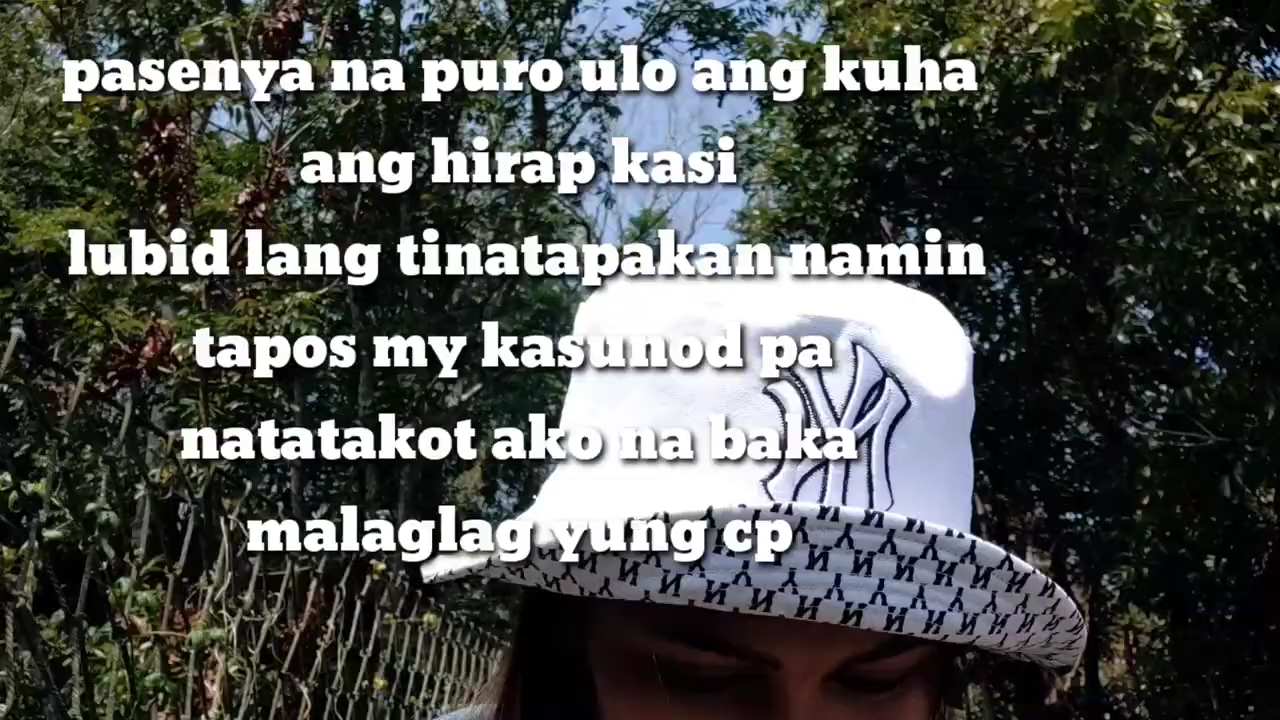 pasenya na puro ulo ang kuha
ang hirap kasi
lubid lang tinatapakan namin
tapos my kasunod pa
natatakot ako na baka
malaglag yung cp
NY